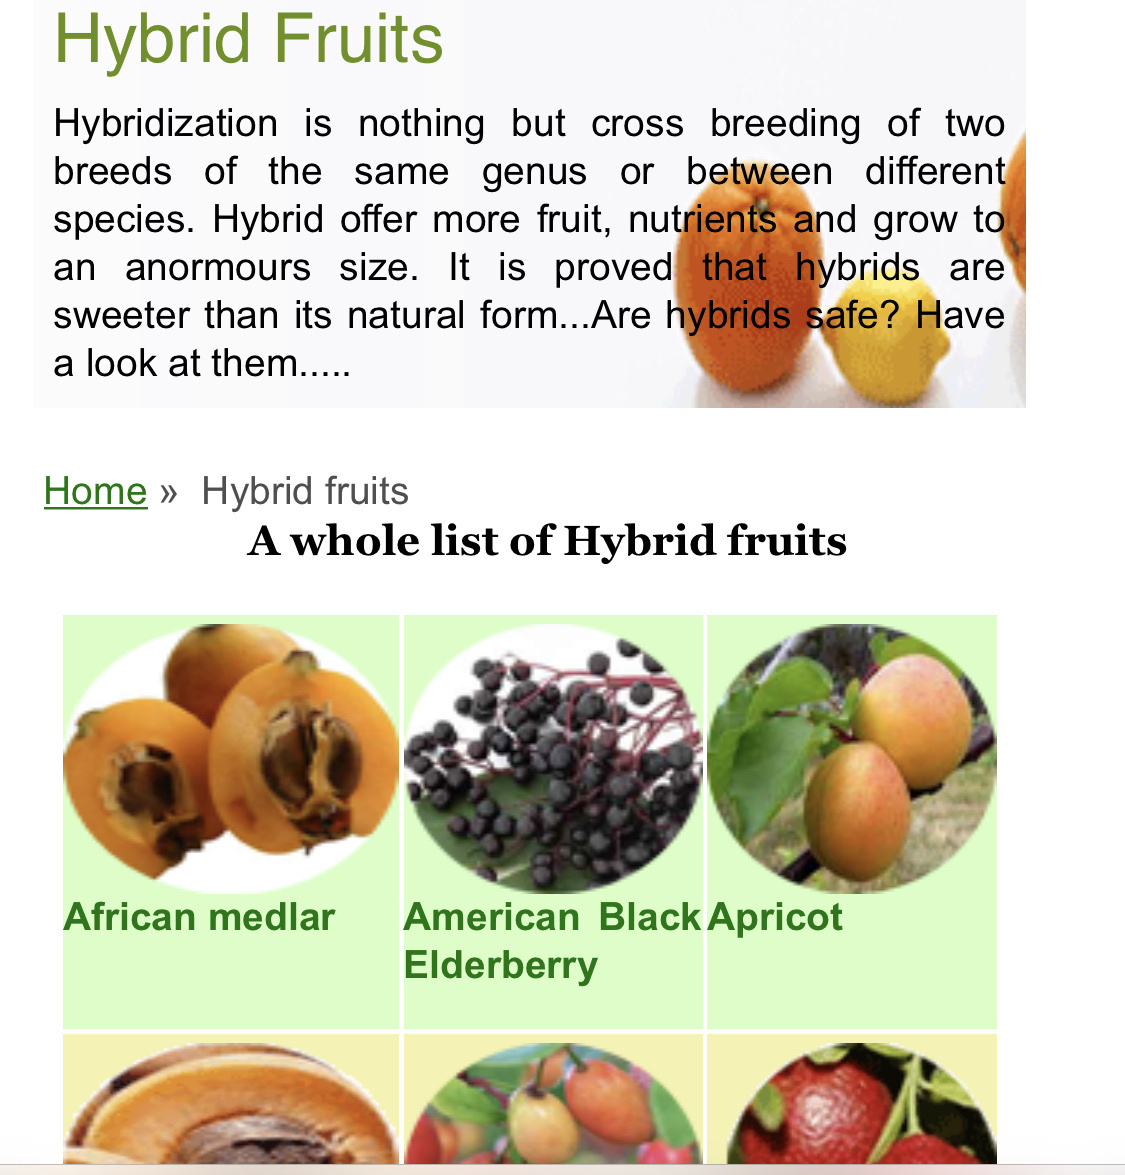 Hybrid Fruits
Hybridization is nothing but cross breeding of two
breeds of the same genus or between different
species. Hybrid offer more fruit, nutrients and grow to
an anormours size. It is proved that hybrids are
sweeter than its natural form...Are hybrids safe? Have
a look at them.....
Home » Hybrid fruits
A whole list of Hybrid fruits
African medlar
American Black
Elderberry
Apricot